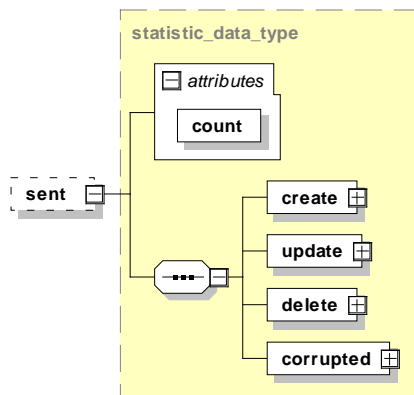 statistic_data_type
attributes
count
sent
create
update
delete
corrupted